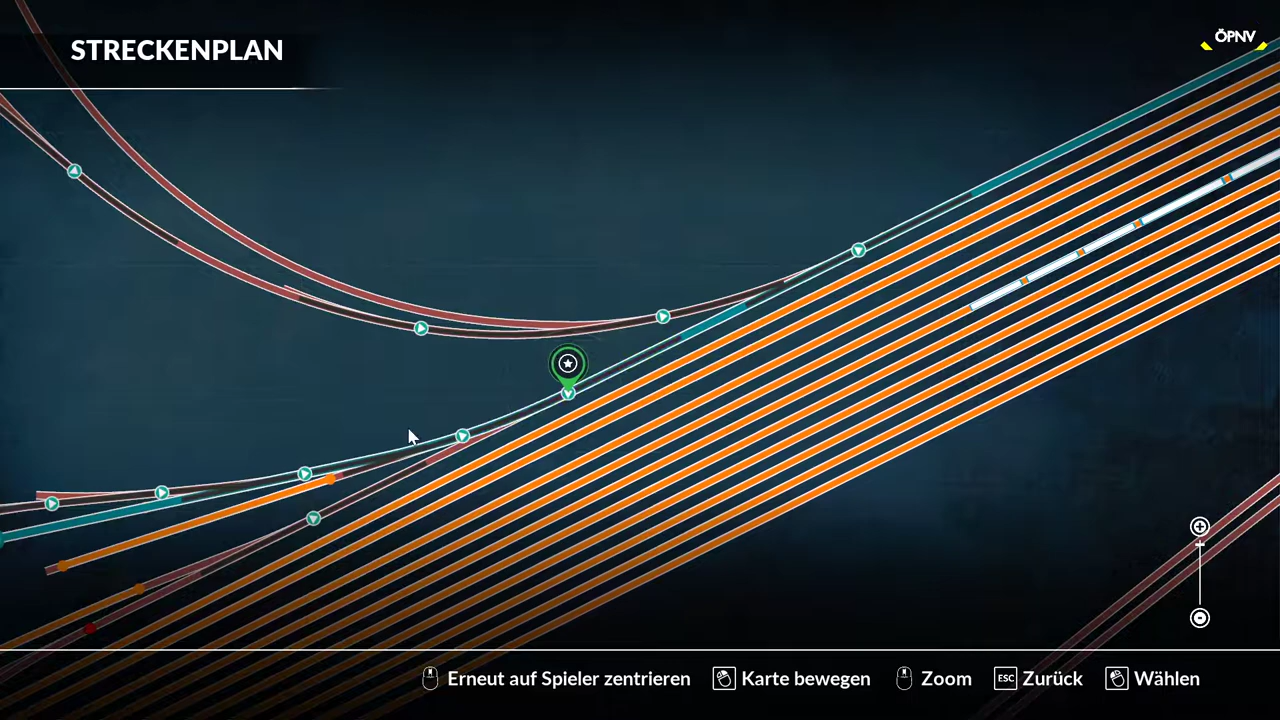 STRECKENPLAN
ÖPNV
Erneut auf Spieler zentrieren
Karte bewegen
Zoom
ESC Zurück
Wählen